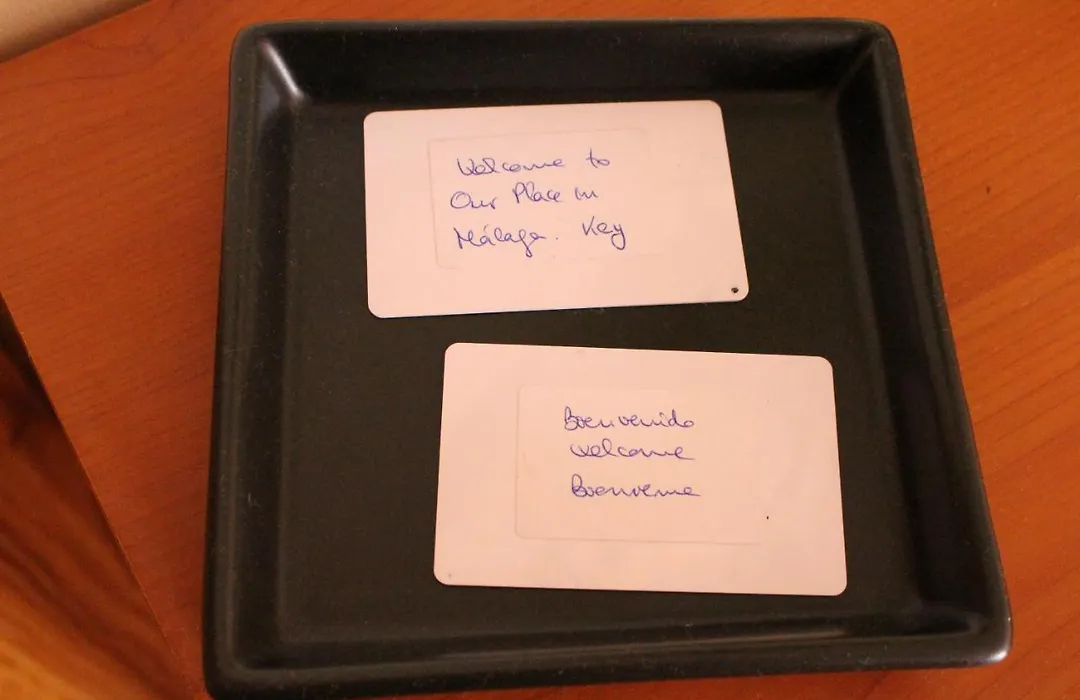 Welcome to
Our Place in
Málaga. Key
Bienvenido
welcome
Bienvenue